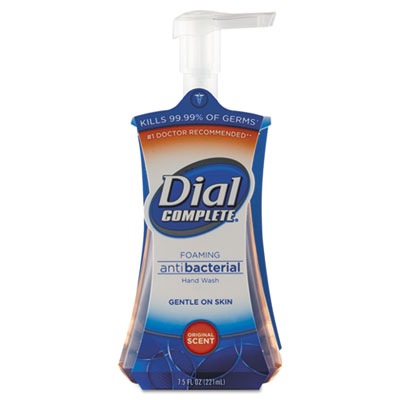 KILLS 99.99% OF GERMS*
#1 DOCTOR RECOMMENDED**
Dial
COMPLETE®
FOAMING
antibacterial
Hand Wash
GENTLE ON SKIN
ORIGINAL
SCENT
7.5 FL OZ (221mL)